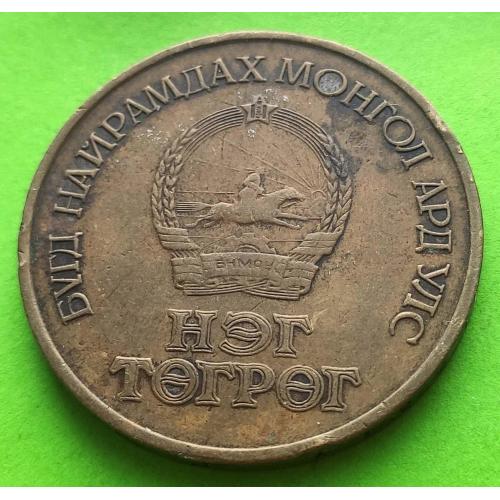 БҮГД НАЙРАМДАХ МОНГОЛ АРД УЛС
БНМАУ
НЭГ
ТӨГРӨГ